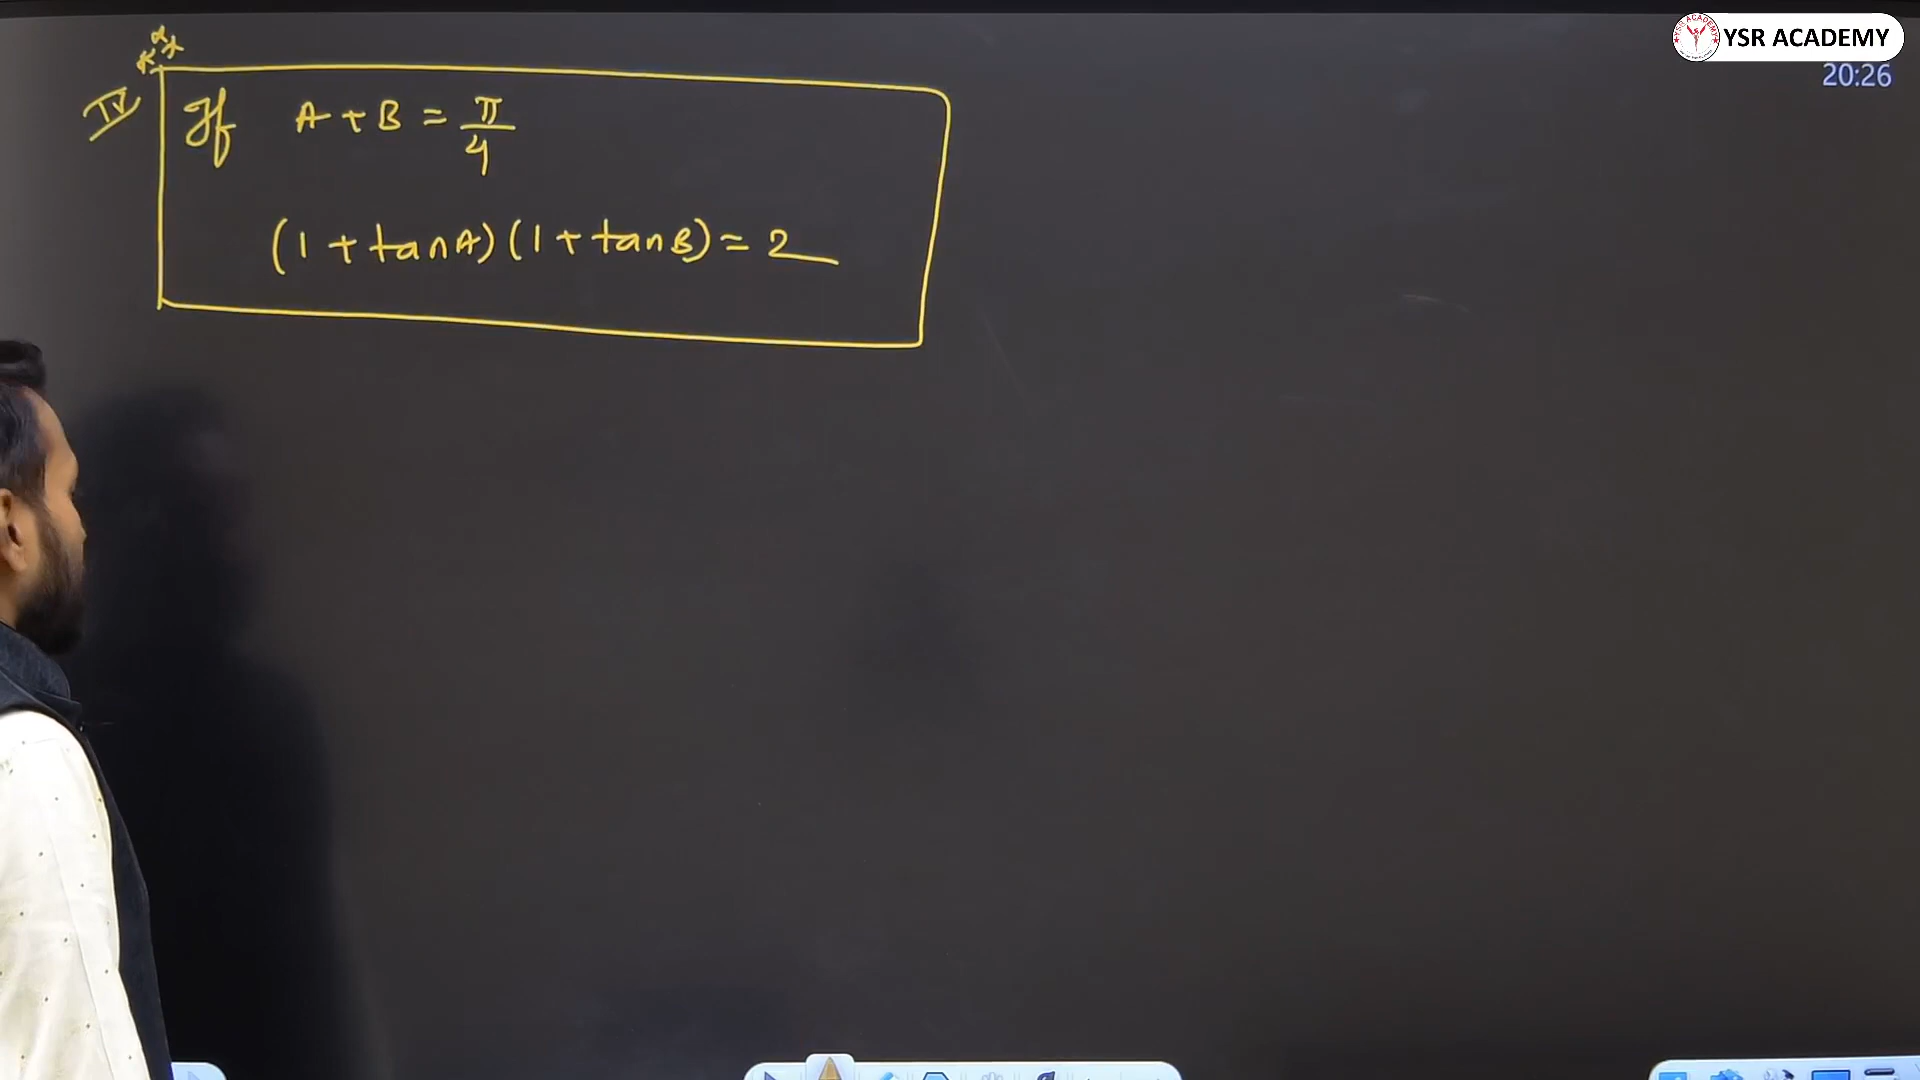 YSR ACADEMY
20:26
IV If A + B = π/4
(1 + tanA)(1 + tanB) = 2